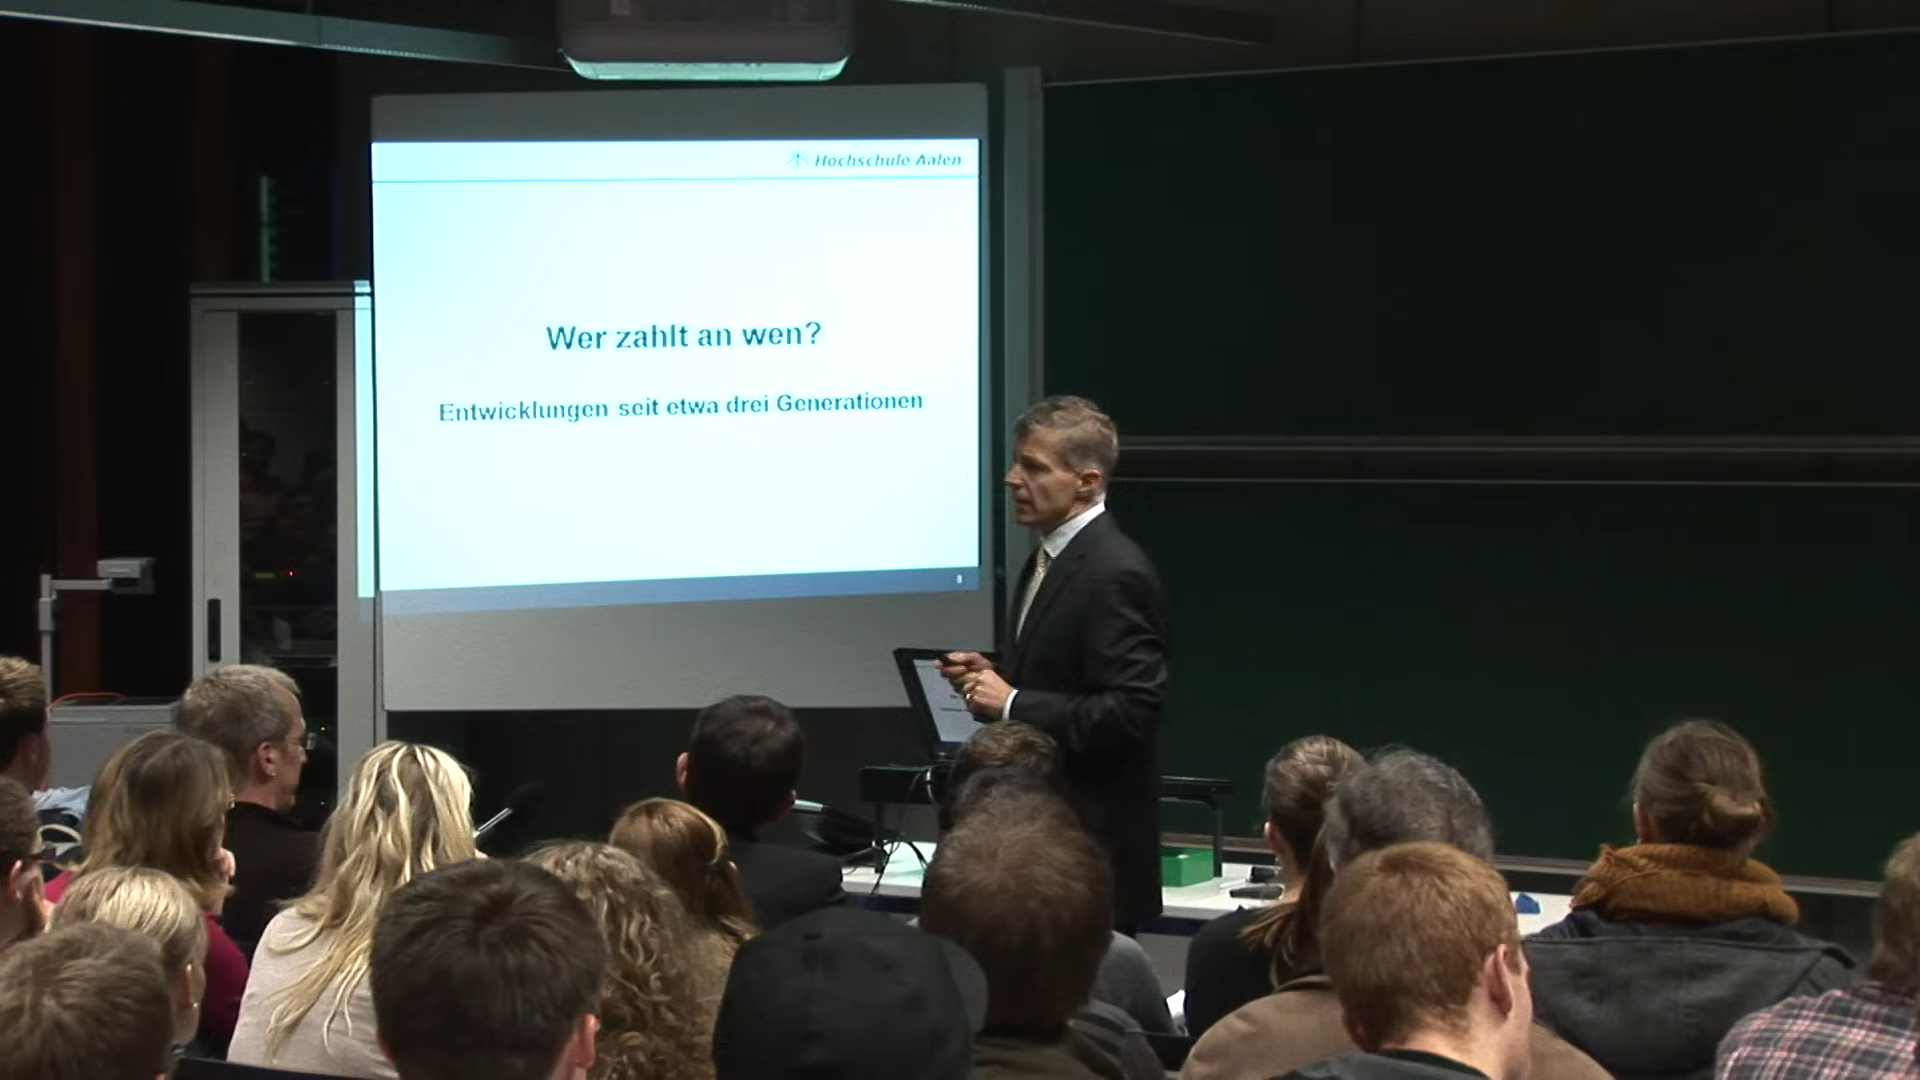 Hochschule Aalen
Wer zahlt an wen?
Entwicklungen seit etwa drei Generationen
8